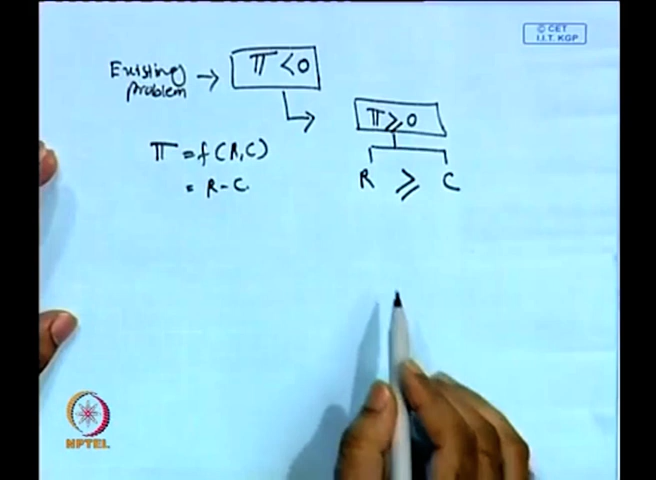 © CET
I.I.T. KGP
Existing problem → π < 0
π ≥ 0
π = f(R, C)
= R - C.
R ≥ C
NPTEL